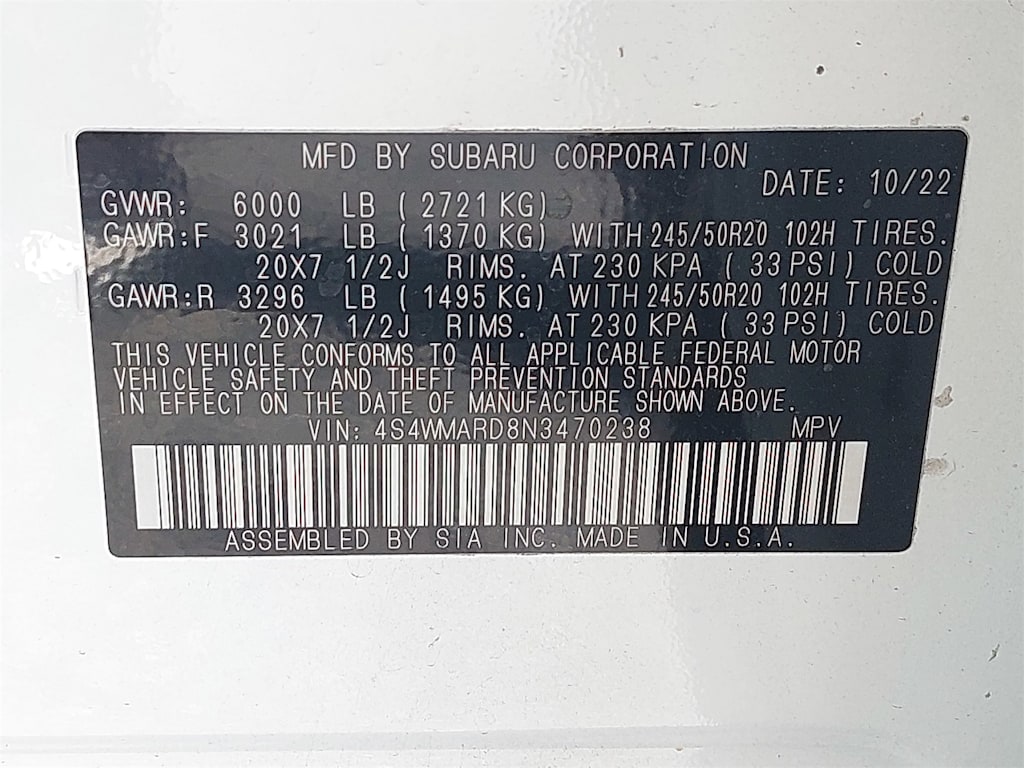 MFD BY SUBARU CORPORATION
DATE: 10/22
GVWR: 6000 LB ( 2721 KG)
GAWR:F 3021 LB ( 1370 KG) WITH 245/50R20 102H TIRES.
20X7 1/2J RIMS. AT 230 KPA ( 33 PSI) COLD
GAWR:R 3296 LB ( 1495 KG) WITH 245/50R20 102H TIRES.
20X7 1/2J RIMS. AT 230 KPA ( 33 PSI) COLD
THIS VEHICLE CONFORMS TO ALL APPLICABLE FEDERAL MOTOR
VEHICLE SAFETY AND THEFT PREVENTION STANDARDS
IN EFFECT ON THE DATE OF MANUFACTURE SHOWN ABOVE.
VIN: 4S4WMARD8N3470238 MPV
ASSEMBLED BY SIA INC. MADE IN U.S.A.